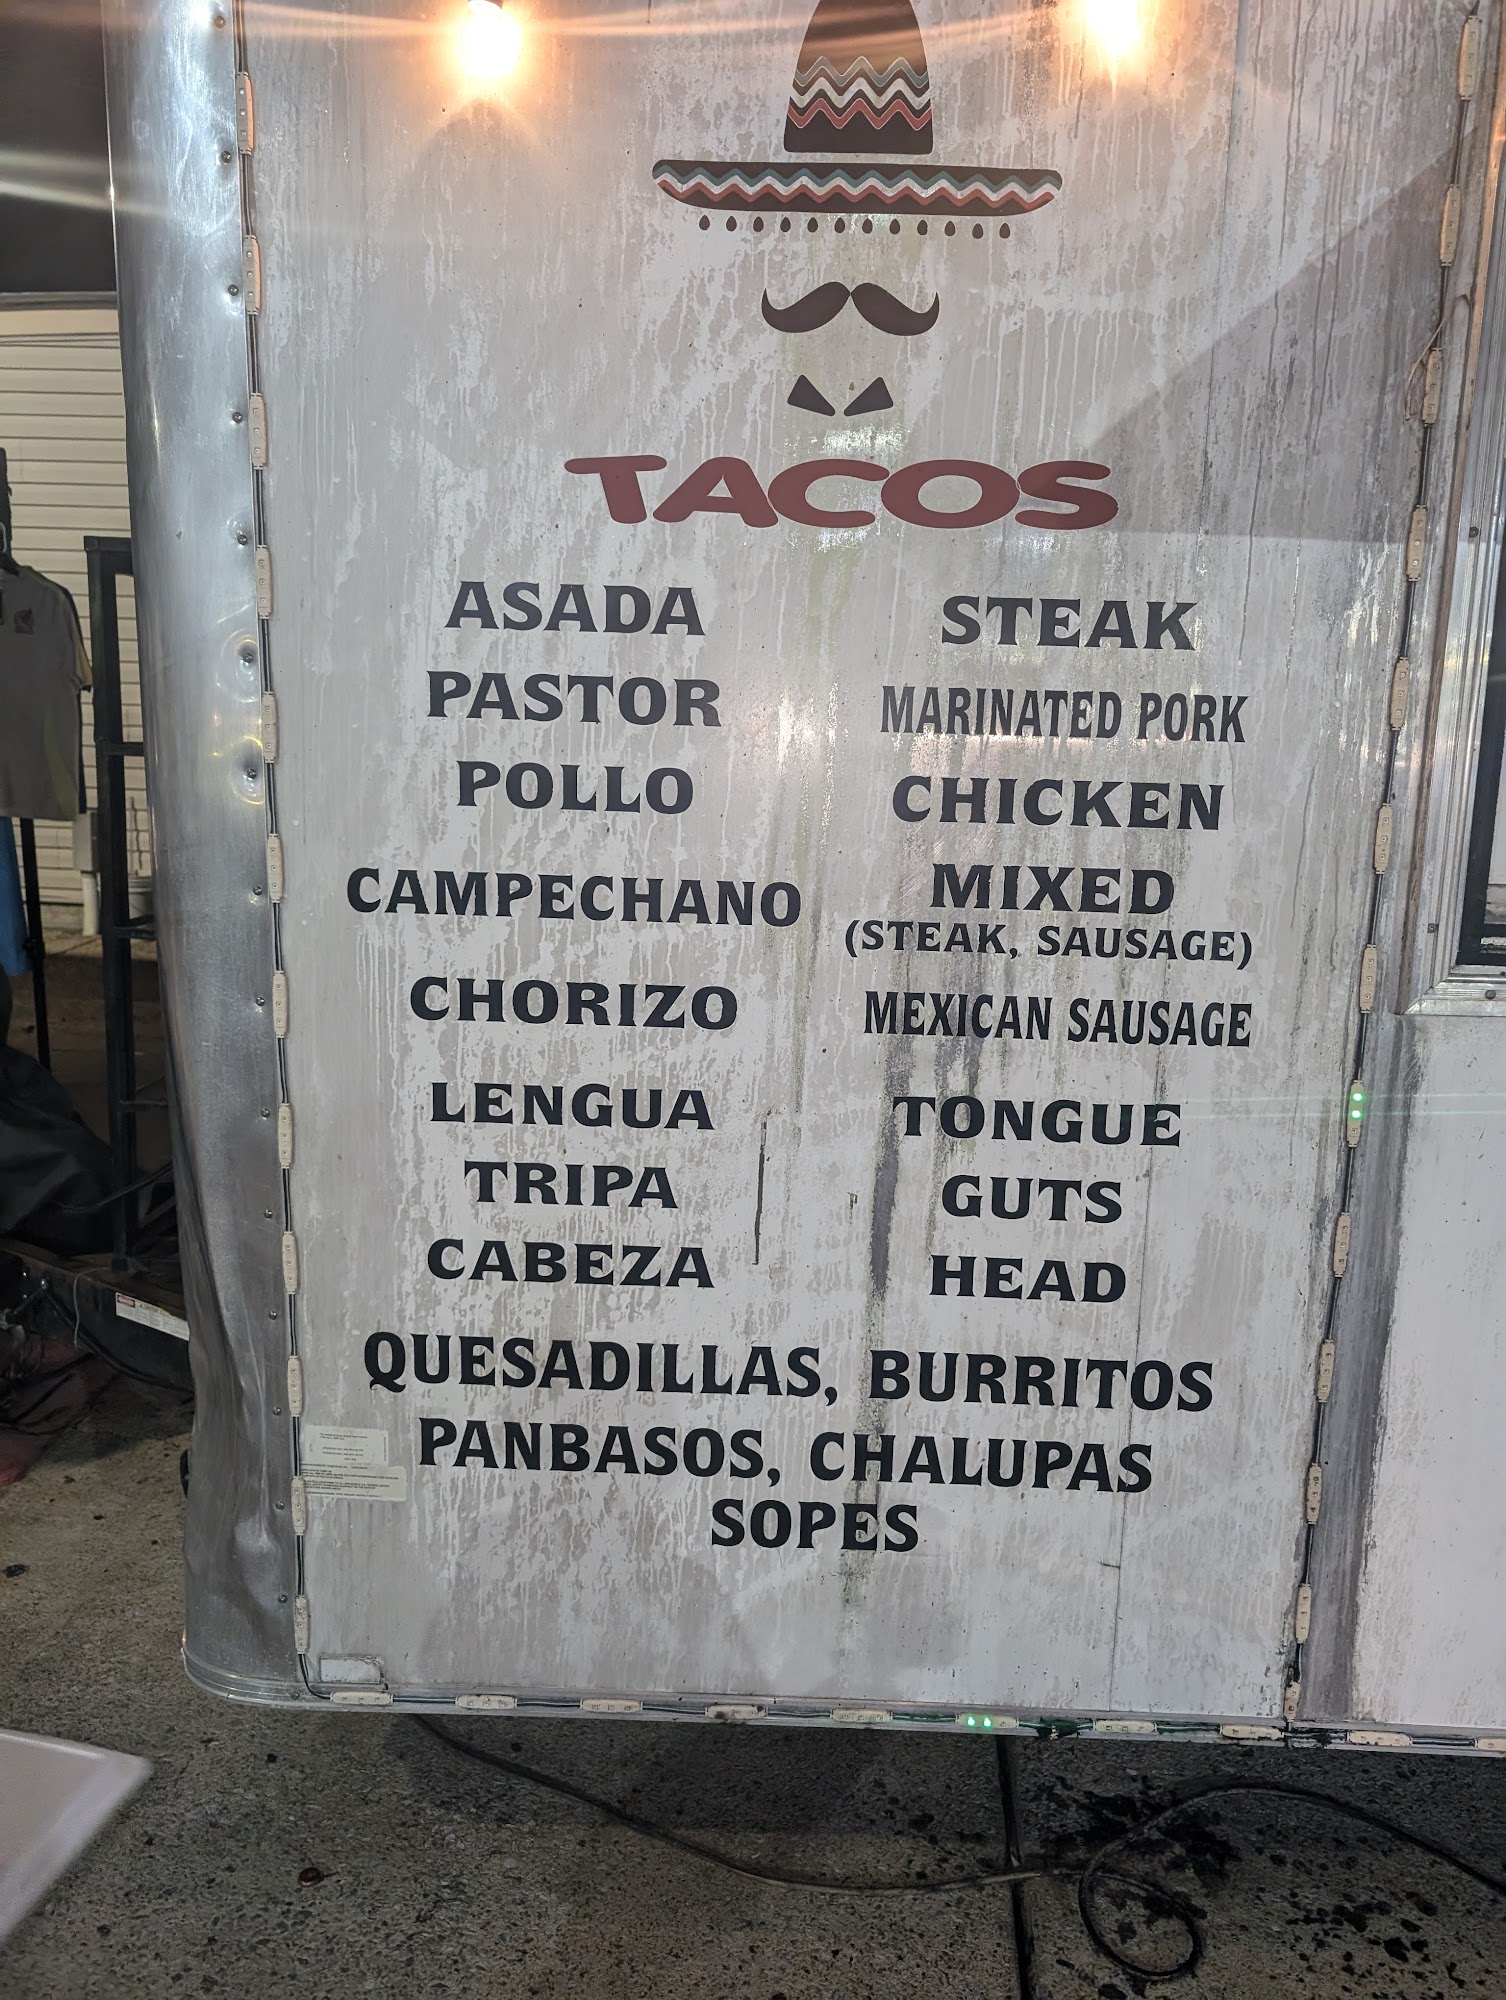 TACOS
ASADA STEAK
PASTOR MARINATED PORK
POLLO CHICKEN
CAMPECHANO MIXED
(STEAK, SAUSAGE)
CHORIZO MEXICAN SAUSAGE
LENGUA TONGUE
TRIPA GUTS
CABEZA HEAD
QUESADILLAS, BURRITOS
PANBASOS, CHALUPAS
SOPES